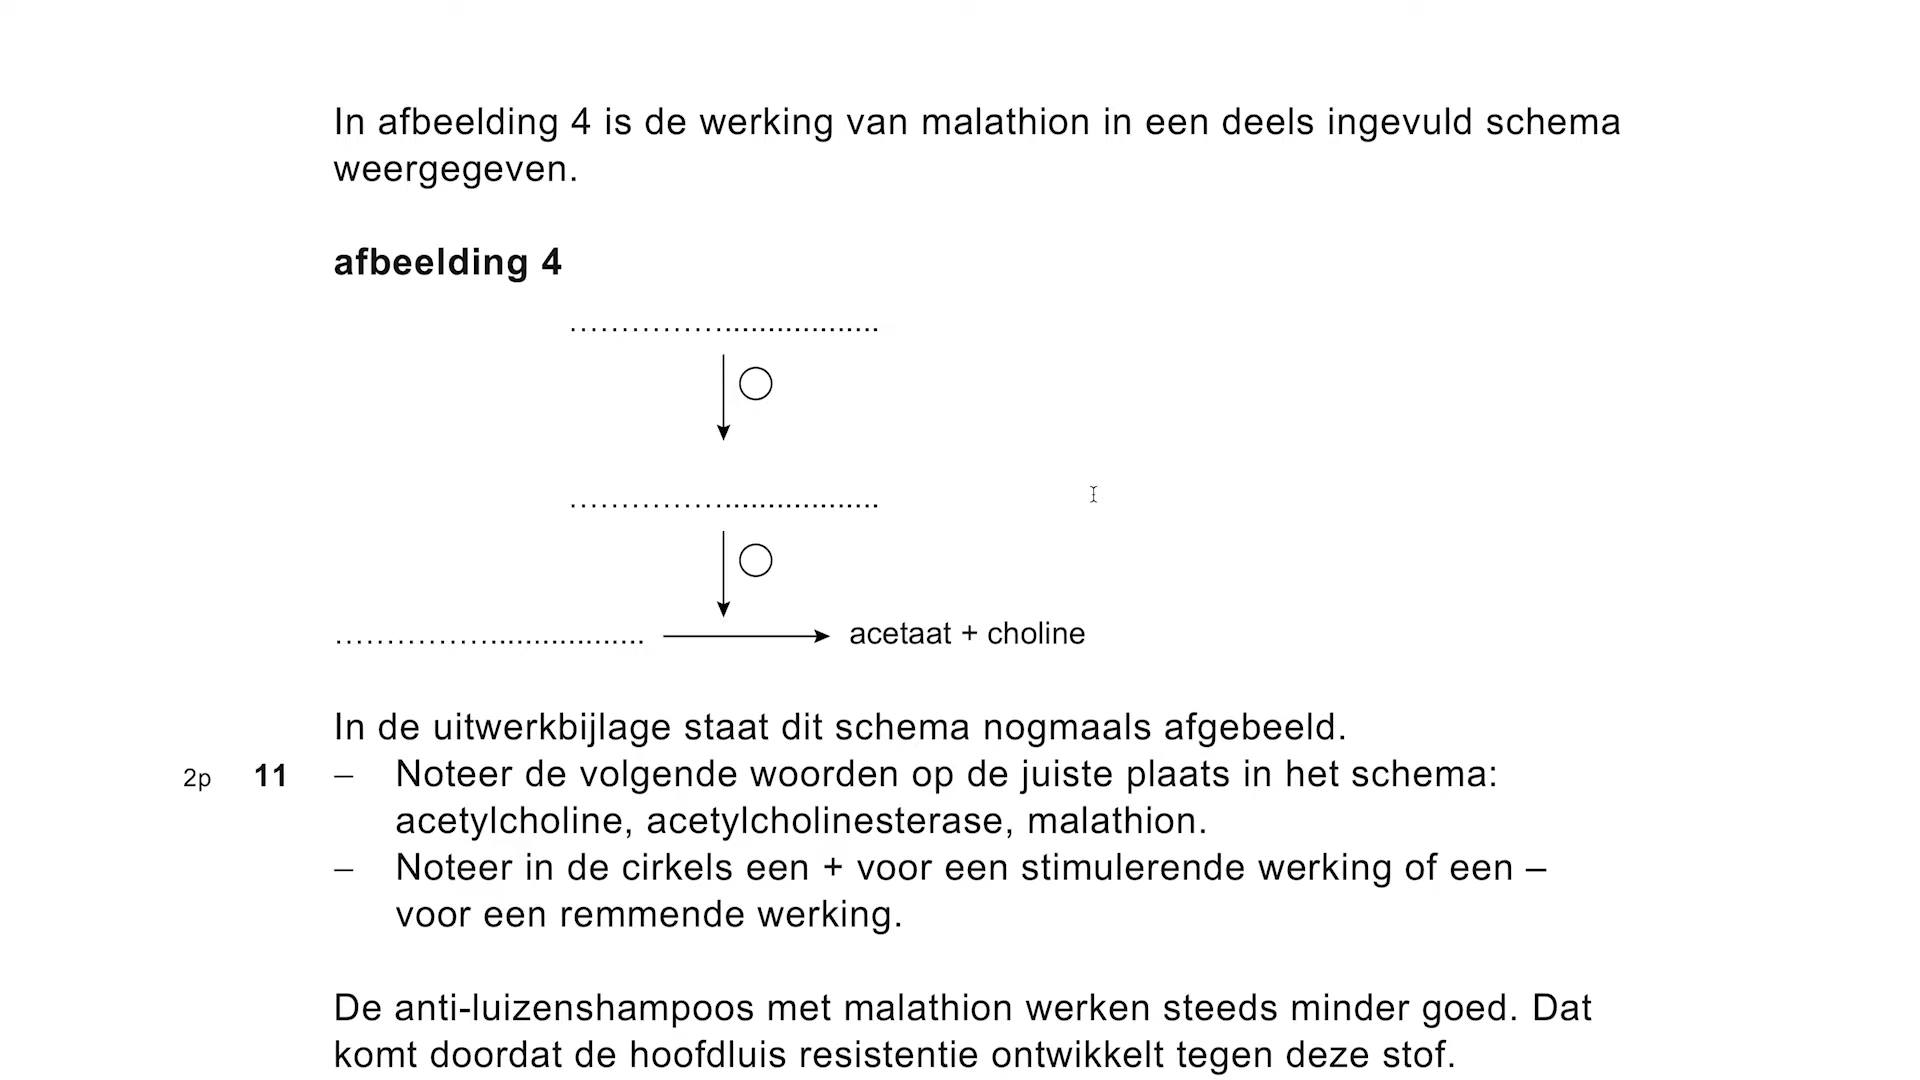 In afbeelding 4 is de werking van malathion in een deels ingevuld schema
weergegeven.
afbeelding 4
.....................................
.....................................
..................................... acetaat + choline
In de uitwerkbijlage staat dit schema nogmaals afgebeeld.
2p 11 – Noteer de volgende woorden op de juiste plaats in het schema:
acetylcholine, acetylcholinesterase, malathion.
– Noteer in de cirkels een + voor een stimulerende werking of een –
voor een remmende werking.
De anti-luizenshampoos met malathion werken steeds minder goed. Dat
komt doordat de hoofdluis resistentie ontwikkelt tegen deze stof.